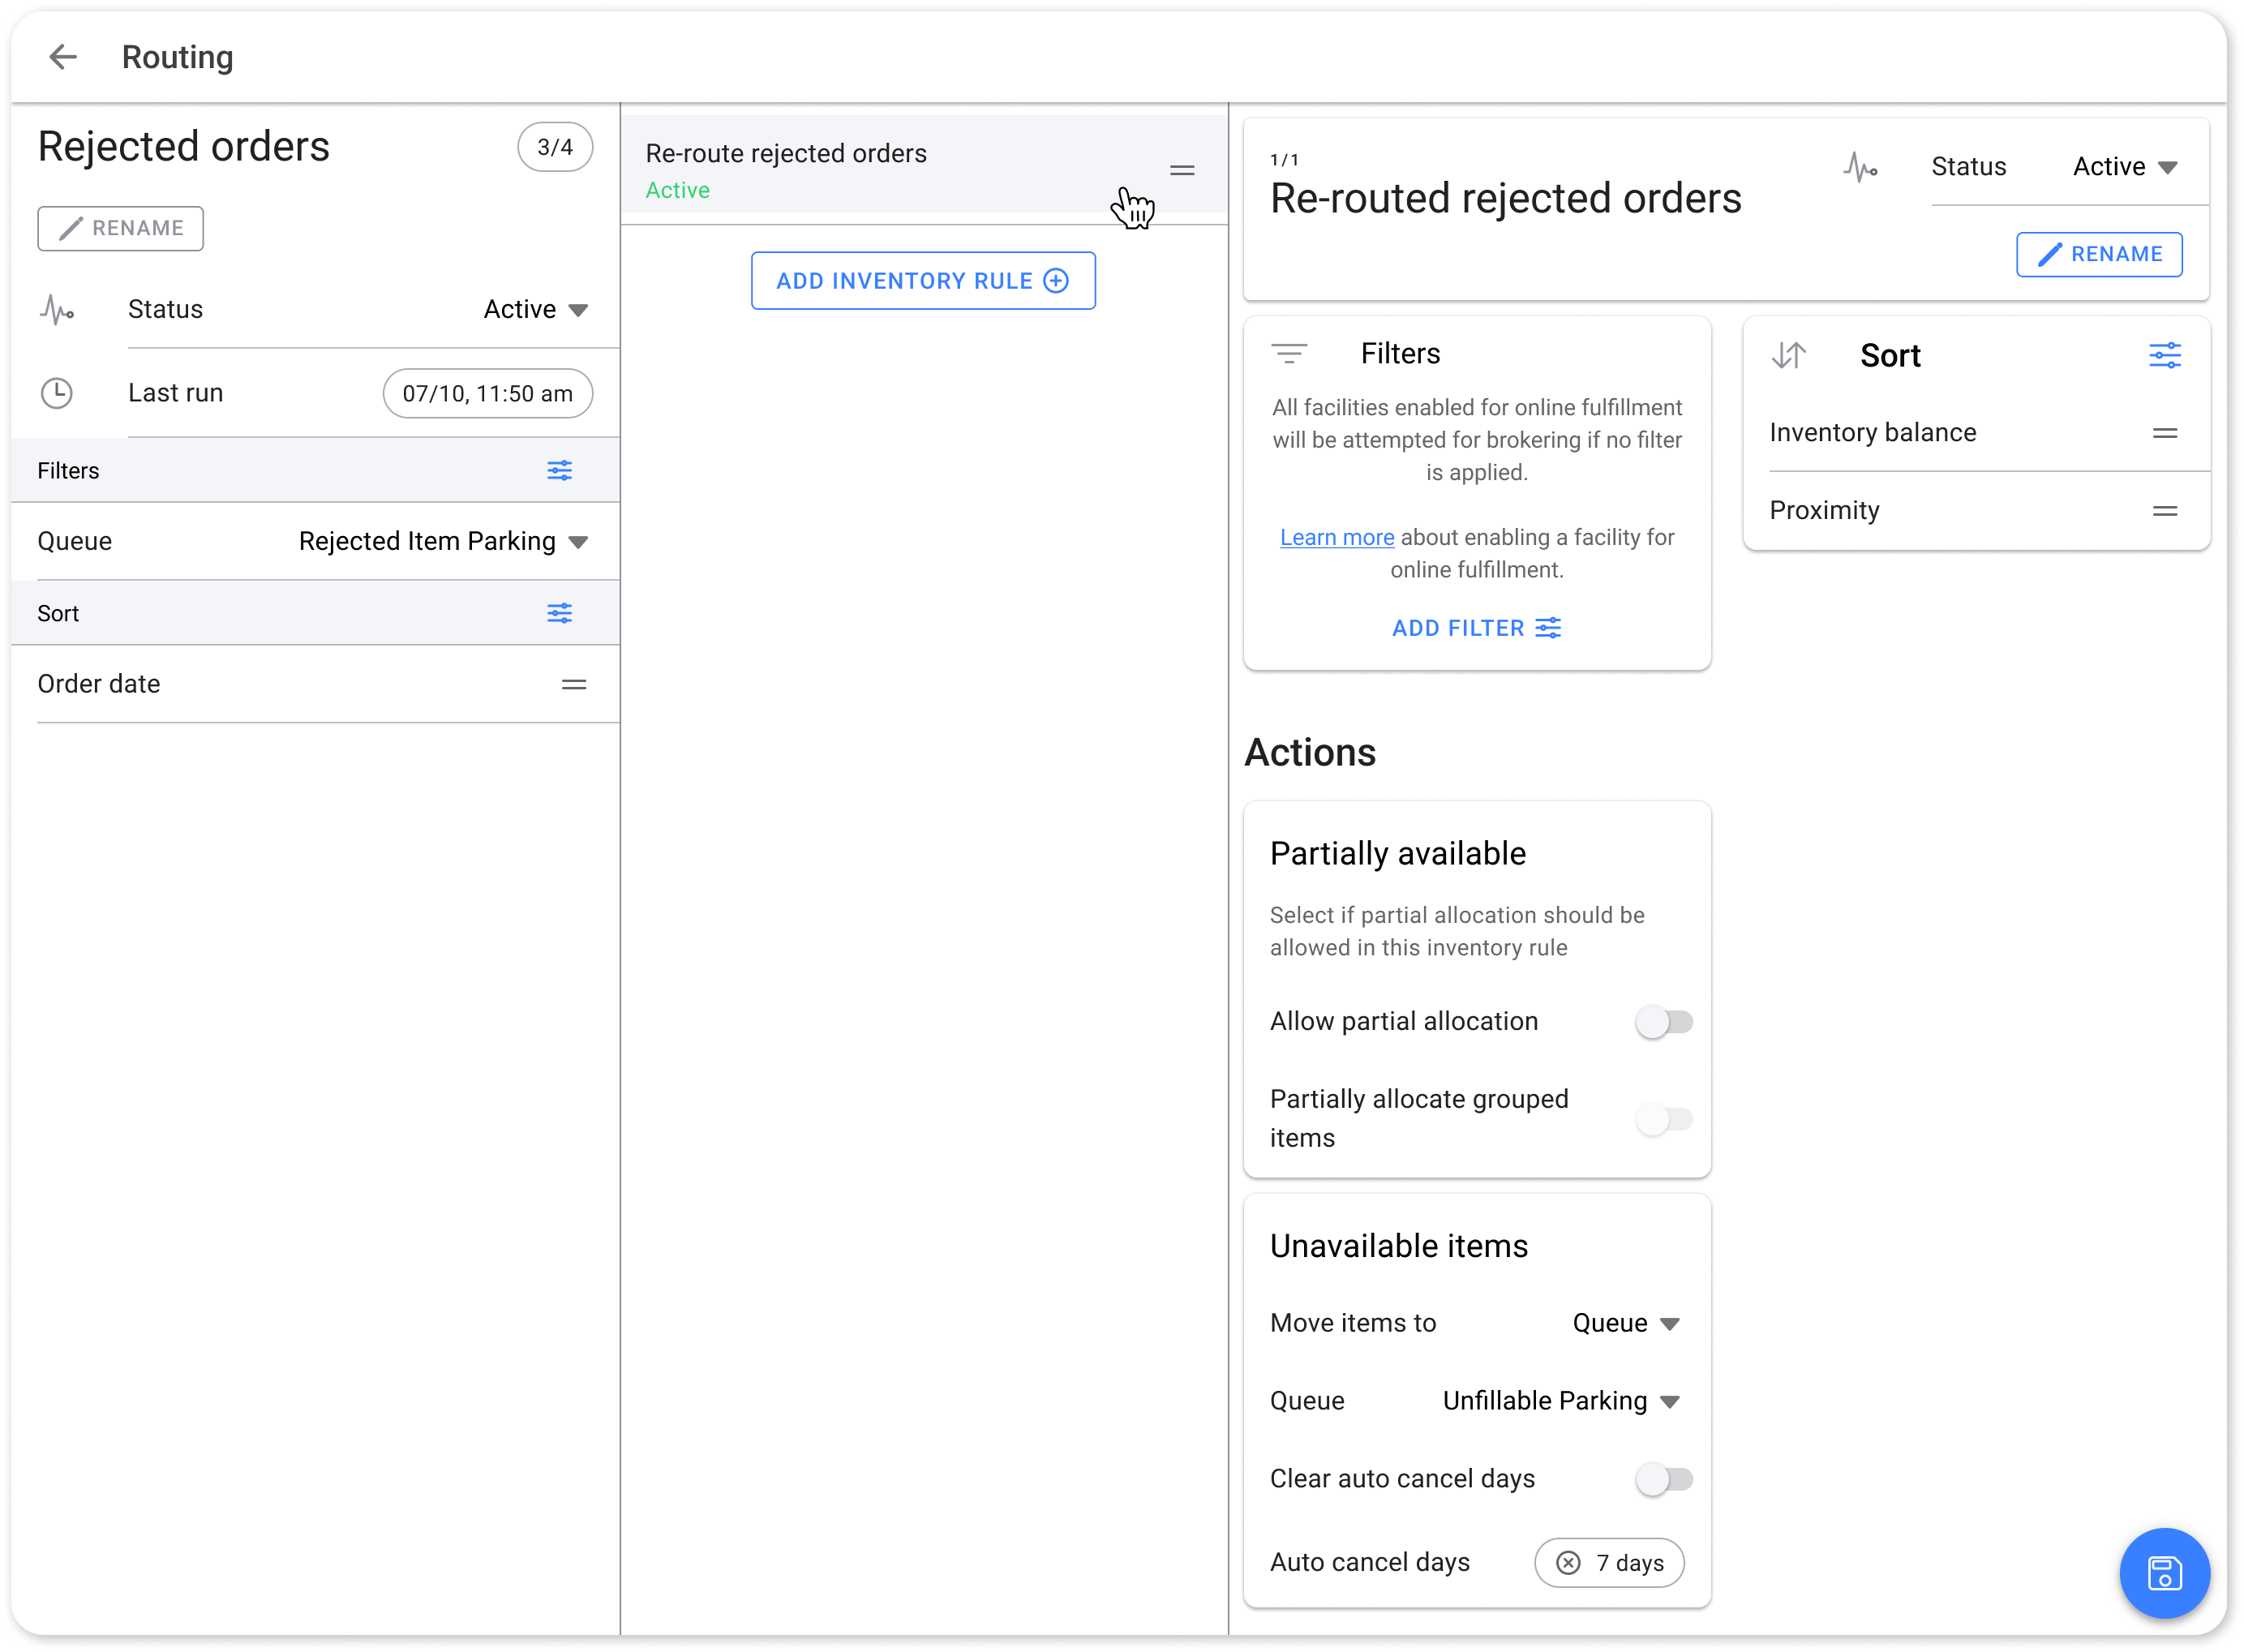 Routing
Rejected orders
3/4
RENAME
Status
Active
Last run
07/10, 11:50 am
Filters
Queue
Rejected Item Parking
Sort
Order date
Re-route rejected orders
Active
ADD INVENTORY RULE
1/1
Re-routed rejected orders
Status
Active
RENAME
Filters
All facilities enabled for online fulfillment
will be attempted for brokering if no filter
is applied.
Learn more about enabling a facility for
online fulfillment.
ADD FILTER
Sort
Inventory balance
Proximity
Actions
Partially available
Select if partial allocation should be
allowed in this inventory rule
Allow partial allocation
Partially allocate grouped
items
Unavailable items
Move items to
Queue
Queue
Unfillable Parking
Clear auto cancel days
Auto cancel days
7 days